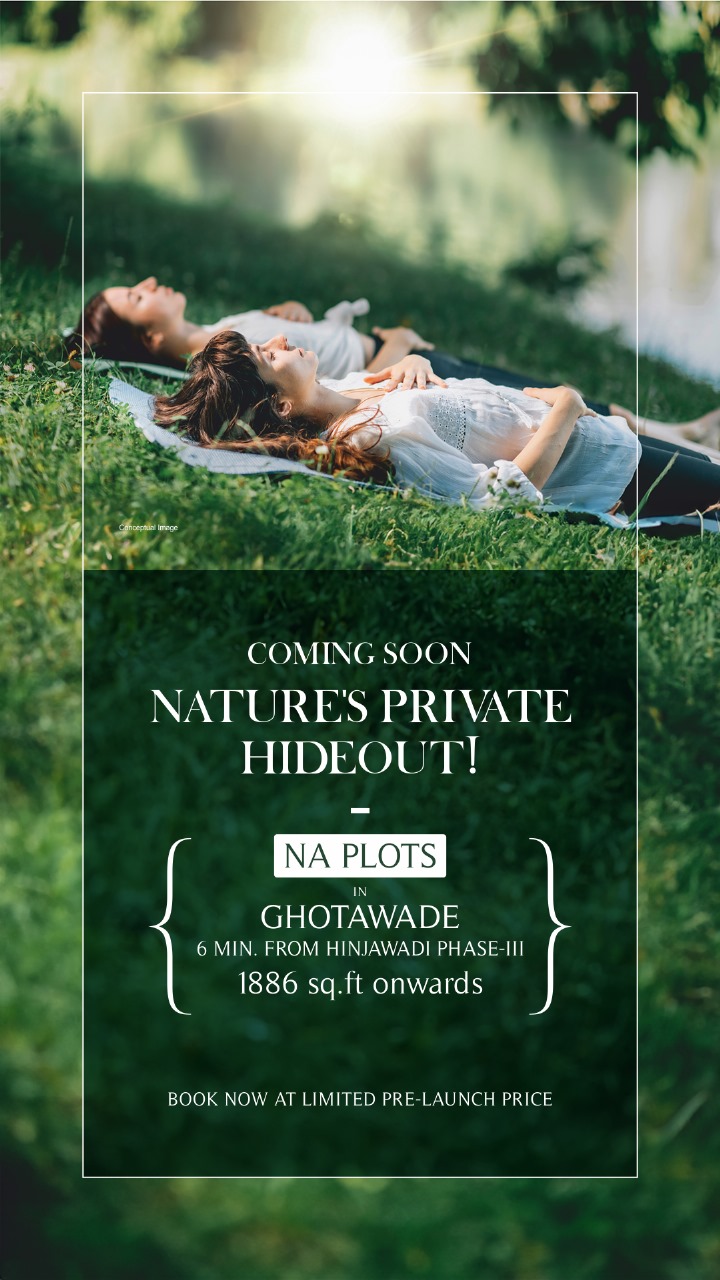 Conceptual Image
COMING SOON
NATURE'S PRIVATE
HIDEOUT!
NA PLOTS
IN
GHOTAWADE
6 MIN. FROM HINJAWADI PHASE-III
1886 sq.ft onwards
BOOK NOW AT LIMITED PRE-LAUNCH PRICE